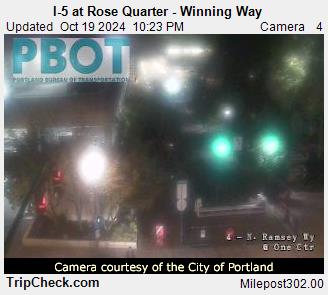 I-5 at Rose Quarter - Winning Way
Updated Oct 19 2024 10:23 PM Camera 4
PBOT
PORTLAND BUREAU OF TRANSPORTATION
4 - N. Ramsey Wy
@ One Ctr
Camera courtesy of the City of Portland
TripCheck.com Milepost302.00